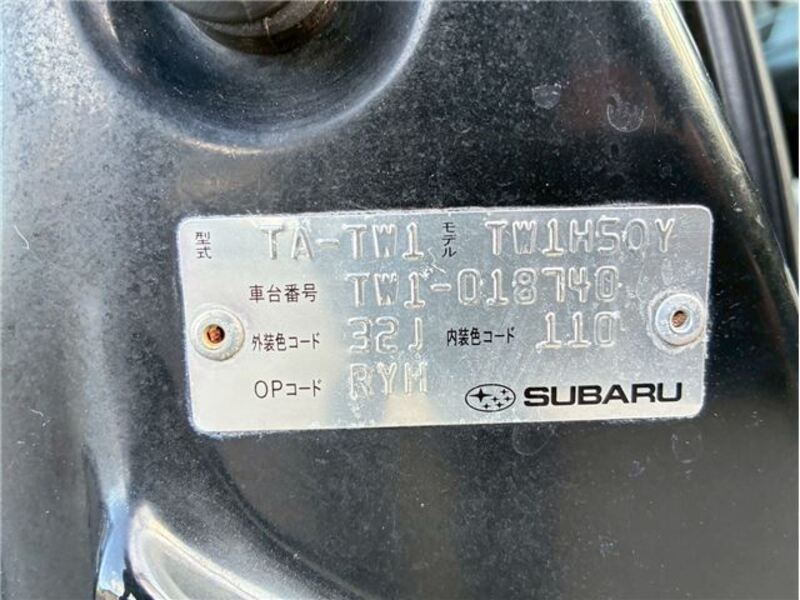 型式 TA-TW1 モデル TW1H50Y
車台番号 TW1-018740
外装色コード 32J 内装色コード 110
OPコード RYM SUBARU